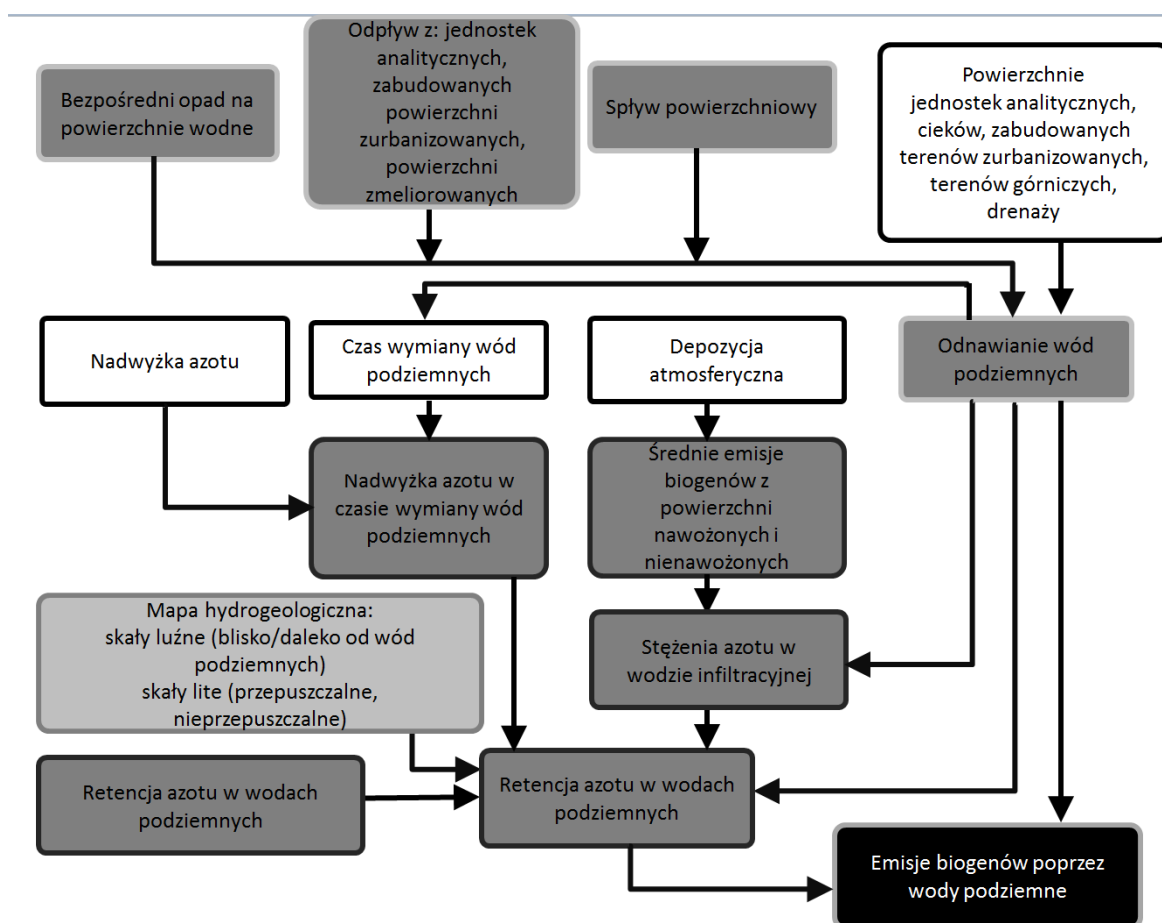 Odpływ z: jednostek
analitycznych,
zabudowanych
powierzchni
zurbanizowanych,
powierzchni
zmeliorowanych
Bezpośredni opad na
powierzchnie wodne
Spływ powierzchniowy
Powierzchnie
jednostek analitycznych,
cieków, zabudowanych
terenów zurbanizowanych,
terenów górniczych,
drenaży
Nadwyżka azotu
Czas wymiany wód
podziemnych
Depozycja
atmosferyczna
Odnawianie wód
podziemnych
Nadwyżka azotu w
czasie wymiany wód
podziemnych
Średnie emisje
biogenów z
powierzchni
nawożonych i
nienawożonych
Mapa hydrogeologiczna:
skały luźne (blisko/daleko od wód
podziemnych)
skały lite (przepuszczalne,
nieprzepuszczalne)
Stężenia azotu w
wodzie infiltracyjnej
Retencja azotu w wodach
podziemnych
Retencja azotu w wodach
podziemnych
Emisje biogenów poprzez
wody podziemne